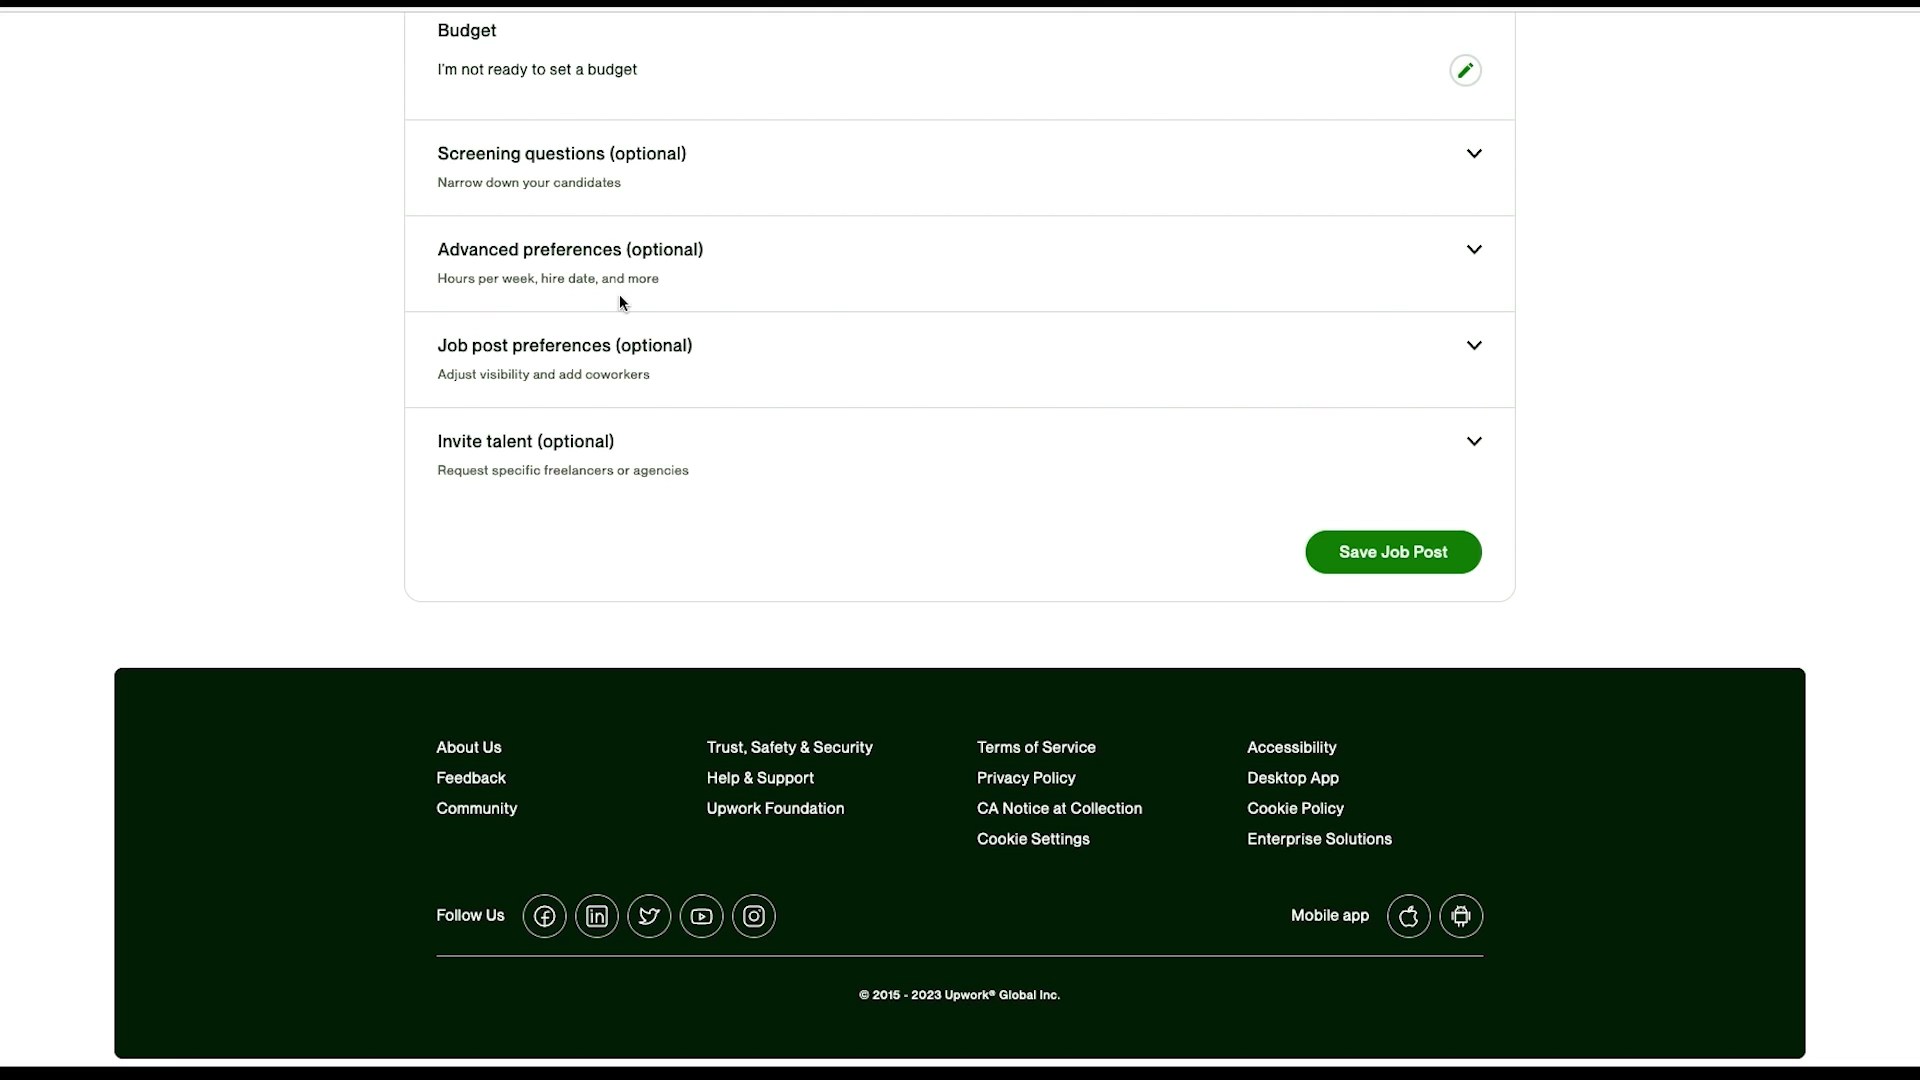 Budget
I'm not ready to set a budget
Screening questions (optional)
Narrow down your candidates
Advanced preferences (optional)
Hours per week, hire date, and more
Job post preferences (optional)
Adjust visibility and add coworkers
Invite talent (optional)
Request specific freelancers or agencies
Save Job Post
About Us
Feedback
Community
Trust, Safety & Security
Help & Support
Upwork Foundation
Terms of Service
Privacy Policy
CA Notice at Collection
Cookie Settings
Accessibility
Desktop App
Cookie Policy
Enterprise Solutions
Follow Us
Mobile app
© 2015 - 2023 Upwork® Global Inc.